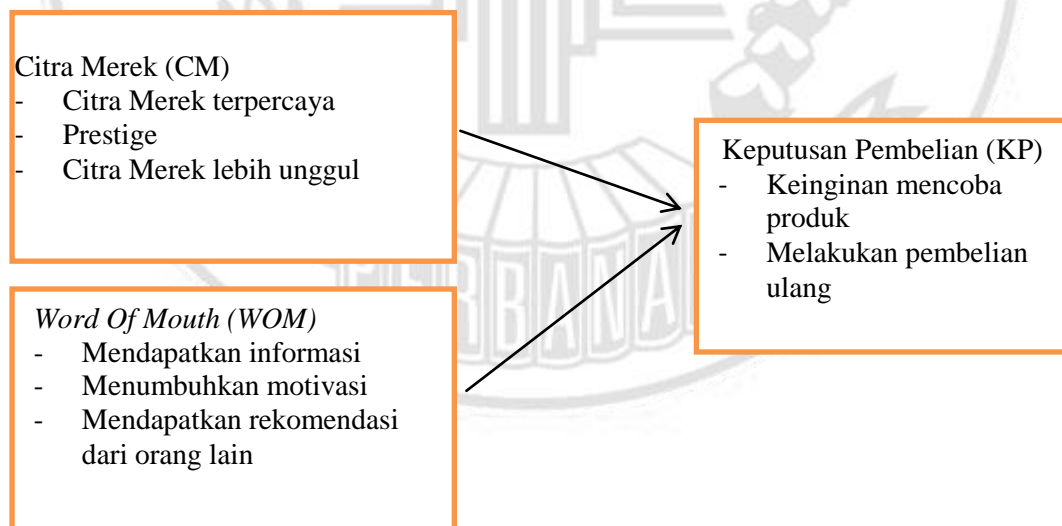 Citra Merek (CM)
- Citra Merek terpercaya
- Prestige
- Citra Merek lebih unggul
Word Of Mouth (WOM)
- Mendapatkan informasi
- Menumbuhkan motivasi
- Mendapatkan rekomendasi
dari orang lain
Keputusan Pembelian (KP)
- Keinginan mencoba
produk
- Melakukan pembelian
ulang